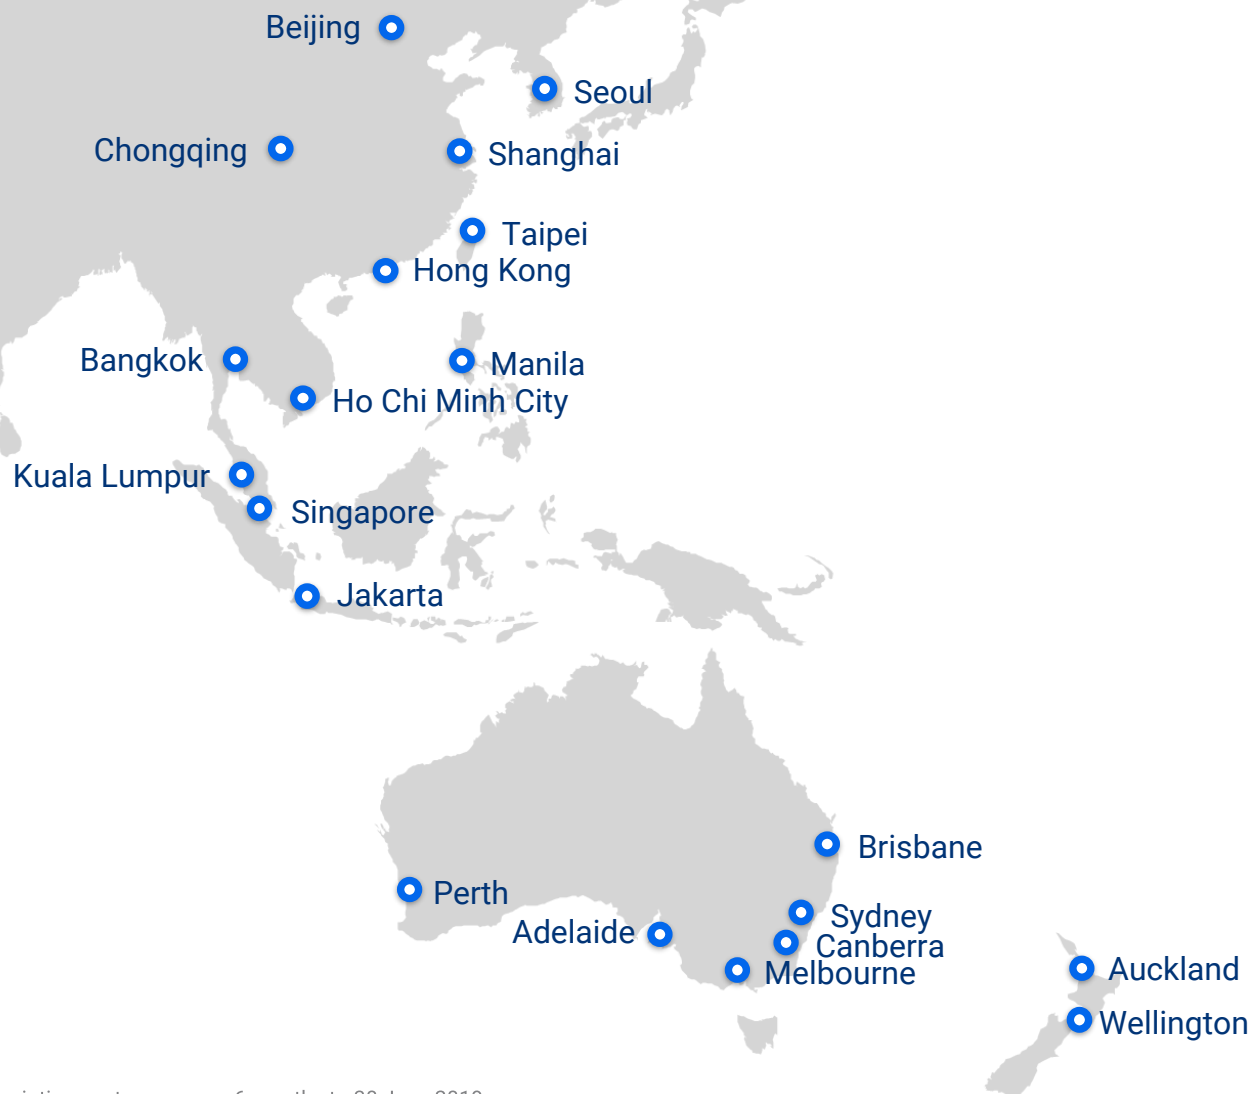 Beijing
Seoul
Chongqing
Shanghai
Taipei
Hong Kong
Bangkok
Manila
Ho Chi Minh City
Kuala Lumpur
Singapore
Jakarta
Brisbane
Perth
Sydney
Adelaide
Canberra
Melbourne
Auckland
Wellington